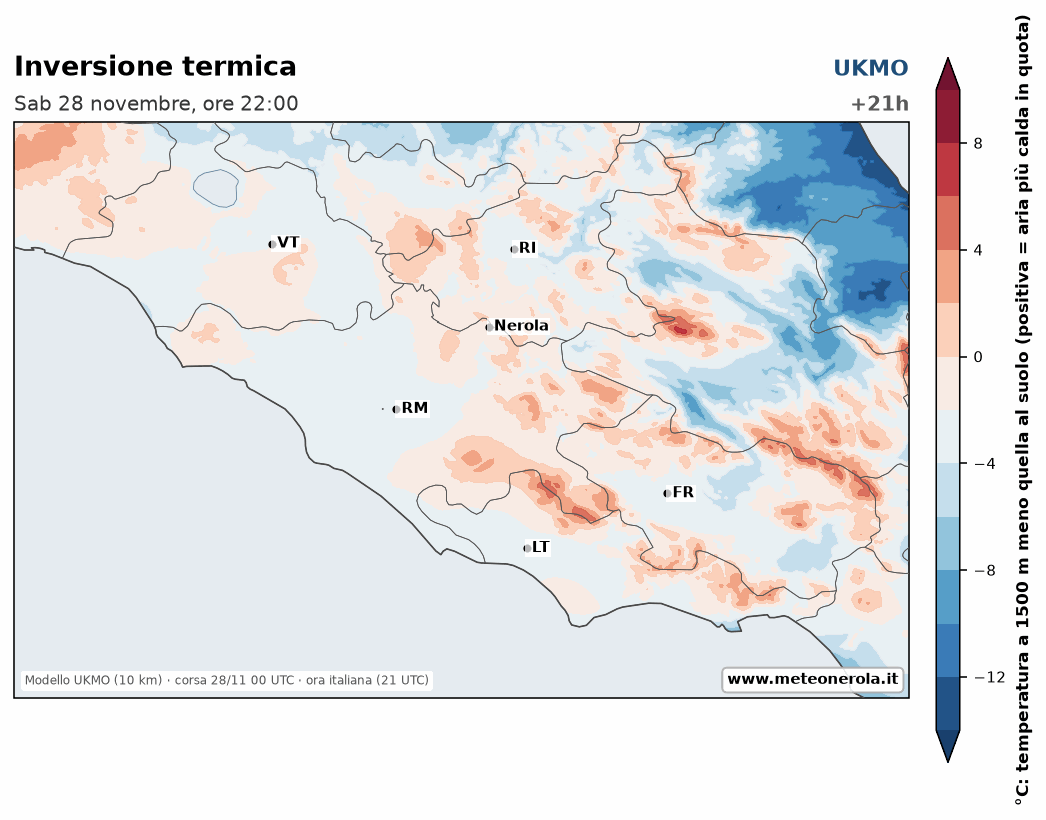 Inversione termica
UKMO
Sab 28 novembre, ore 22:00
+21h
VT
RI
Nerola
RM
FR
LT
Modello UKMO (10 km) · corsa 28/11 00 UTC · ora italiana (21 UTC)
www.meteonerola.it
8
4
0
−4
−8
−12
°C: temperatura a 1500 m meno quella al suolo (positiva = aria più calda in quota)